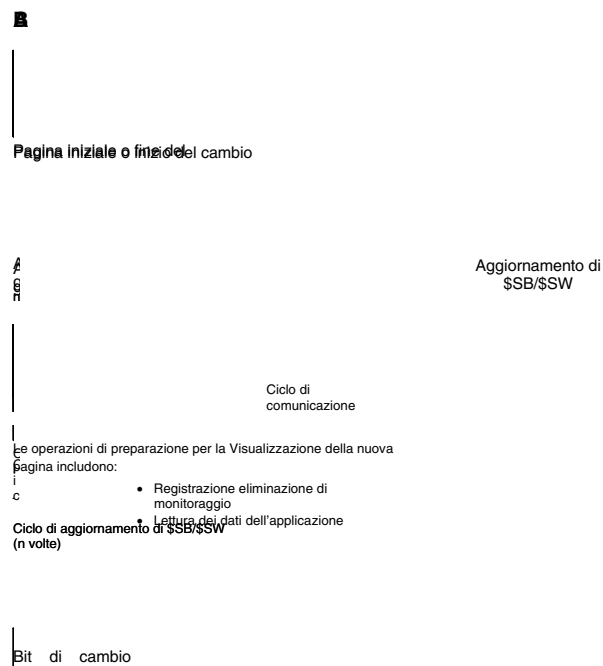 Pagina iniziale o inizio del cambio
Aggiornamento di
$SB/$SW
Ciclo di
comunicazione
Le operazioni di preparazione per la Visualizzazione della nuova
pagina includono:
• Registrazione eliminazione di
monitoraggio
• Lettura dei dati dell’applicazione
Ciclo di aggiornamento di $SB/$SW
(n volte)
Bit di cambio